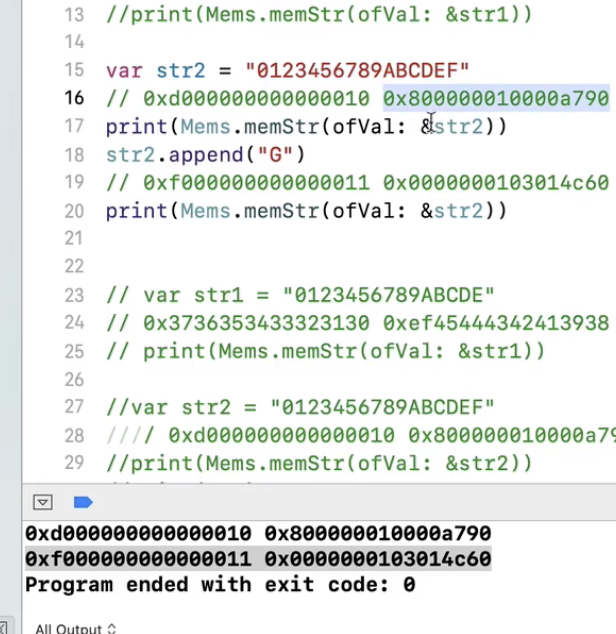 13 //print(Mems.memStr(ofVal: &str1))
14
15 var str2 = "0123456789ABCDEF"
16 // 0xd000000000000010 0x800000010000a790
17 print(Mems.memStr(ofVal: &str2))
18 str2.append("G")
19 // 0xf000000000000011 0x0000000103014c60
20 print(Mems.memStr(ofVal: &str2))
21
22
23 // var str1 = "0123456789ABCDE"
24 // 0x3736353433323130 0xef45444342413938
25 // print(Mems.memStr(ofVal: &str1))
26
27 //var str2 = "0123456789ABCDEF"
28 //// 0xd000000000000010 0x800000010000a79
29 //print(Mems.memStr(ofVal: &str2))
0xd000000000000010 0x800000010000a790
0xf000000000000011 0x0000000103014c60
Program ended with exit code: 0
All Output